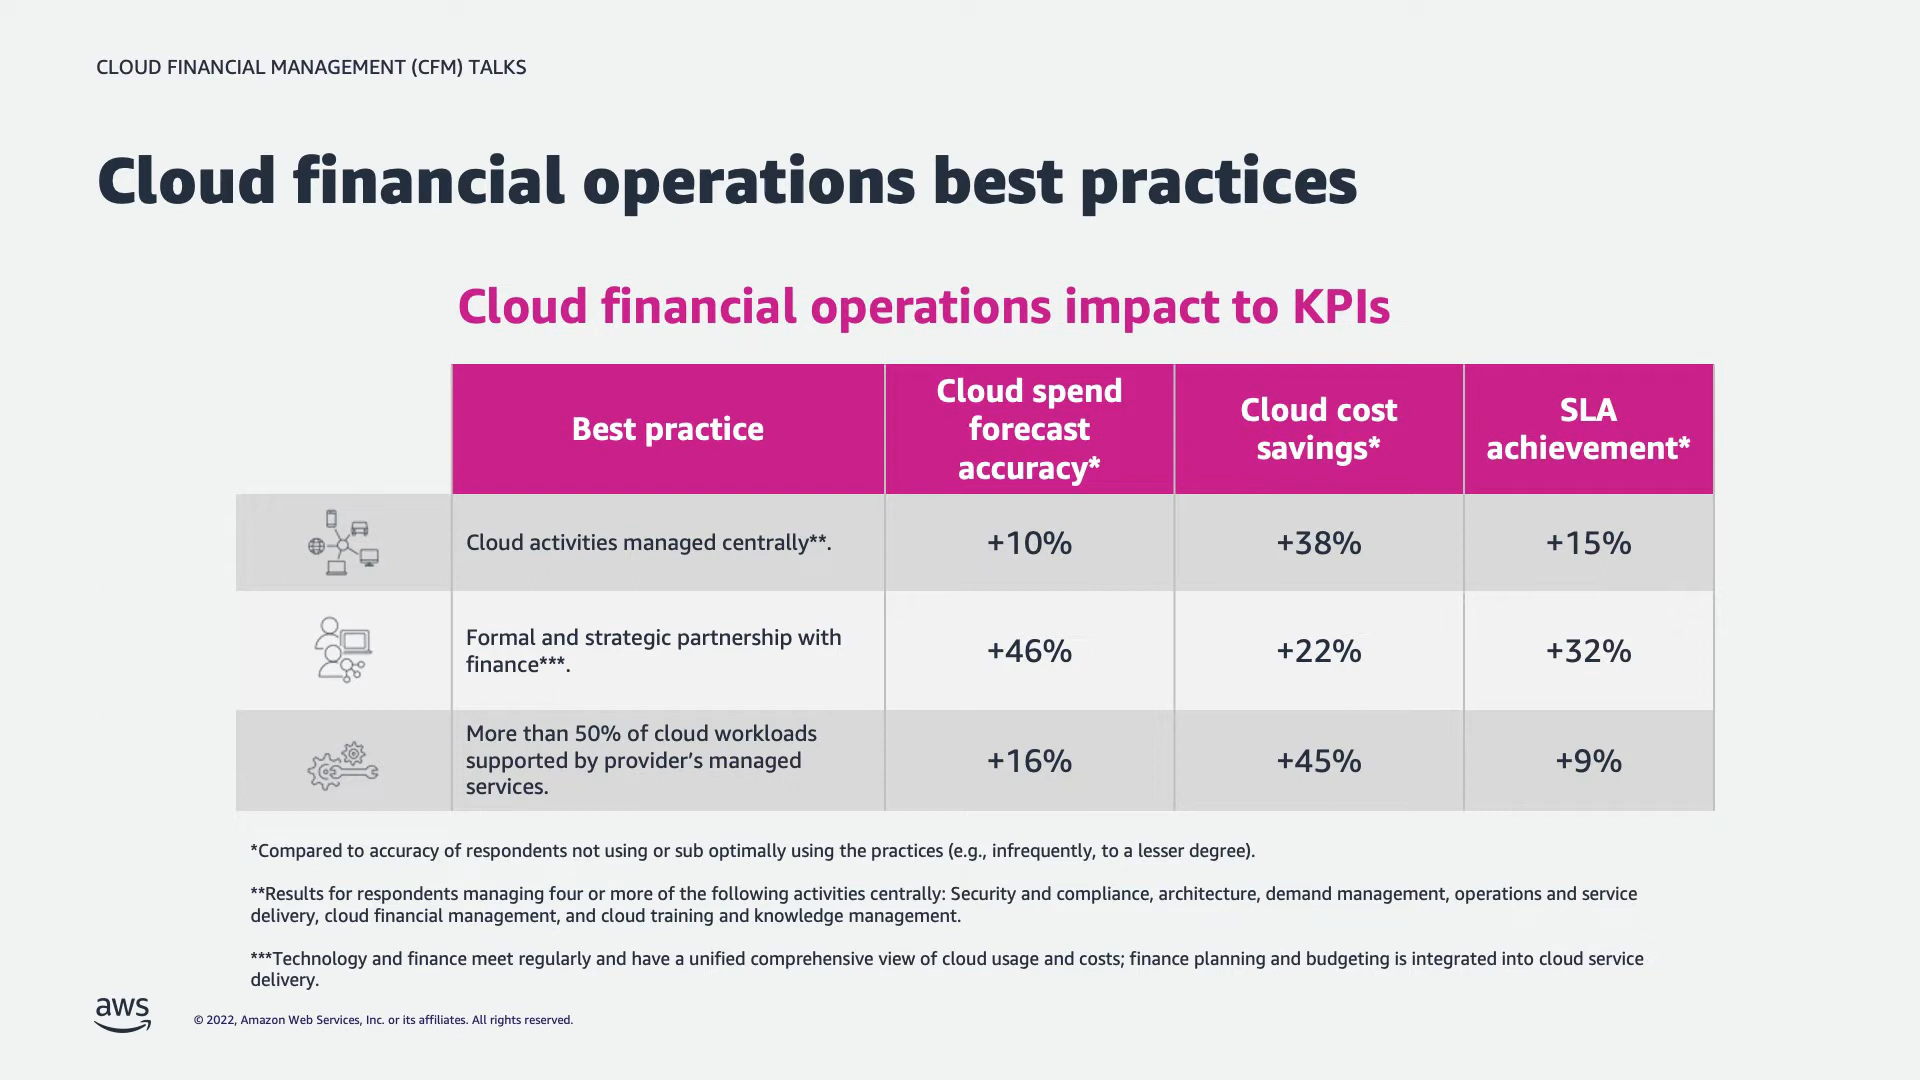 CLOUD FINANCIAL MANAGEMENT (CFM) TALKS
Cloud financial operations best practices
Cloud financial operations impact to KPIs
Best practice
Cloud spend
forecast
accuracy*
Cloud cost
savings*
SLA
achievement*
Cloud activities managed centrally**.
+10%
+38%
+15%
Formal and strategic partnership with
finance***.
+46%
+22%
+32%
More than 50% of cloud workloads
supported by provider’s managed
services.
+16%
+45%
+9%
*Compared to accuracy of respondents not using or sub optimally using the practices (e.g., infrequently, to a lesser degree).
**Results for respondents managing four or more of the following activities centrally: Security and compliance, architecture, demand management, operations and service
delivery, cloud financial management, and cloud training and knowledge management.
***Technology and finance meet regularly and have a unified comprehensive view of cloud usage and costs; finance planning and budgeting is integrated into cloud service
delivery.
aws
© 2022, Amazon Web Services, Inc. or its affiliates. All rights reserved.